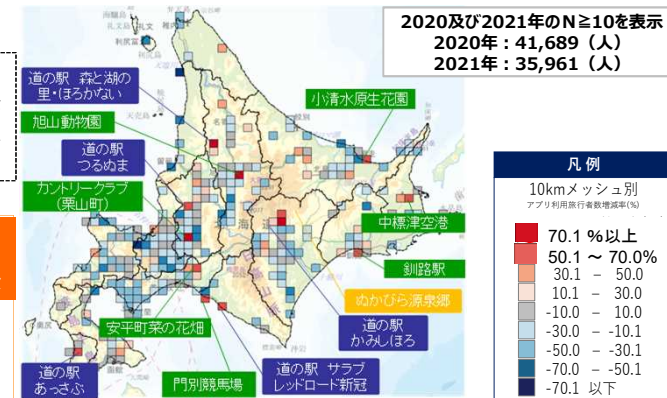 2020及び2021年のN≧10を表示
2020年：41,689（人）
2021年：35,961（人）
道の駅 森と湖の
里・ほろかない
旭山動物園
道の駅
つるぬま
カントリークラブ
（栗山町）
小清水原生花園
中標津空港
釧路駅
ぬかびら源泉郷
道の駅
かみしほろ
安平町菜の花畑
門別競馬場
道の駅 サラブ
レッドロード新冠
道の駅
あっさぶ
凡例
10kmメッシュ別
アプリ利用旅行者数増減率(%)
70.1 %以上
50.1 ～ 70.0%
30.1 － 50.0
10.1 － 30.0
-10.0 － 10.0
-30.0 － -10.1
-50.0 － -30.1
-70.0 － -50.1
-70.1 以下